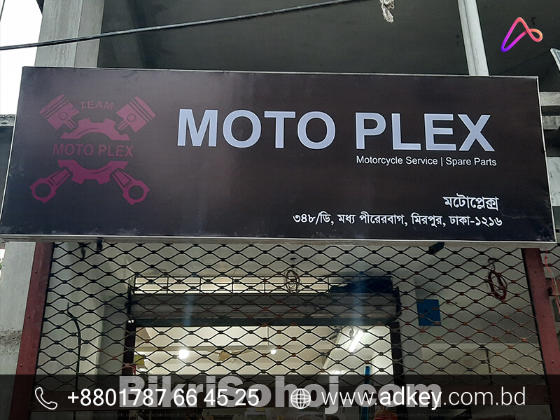 TEAM
MOTO PLEX
MOTO PLEX
Motorcycle Service | Spare Parts
মটোপ্লেক্স
৩৪৮/ডি, মধ্য পীরেরবাগ, মিরপুর, ঢাকা-১২১৬
BikriSohoj.com
+8801787 66 45 25
www.adkey.com.bd